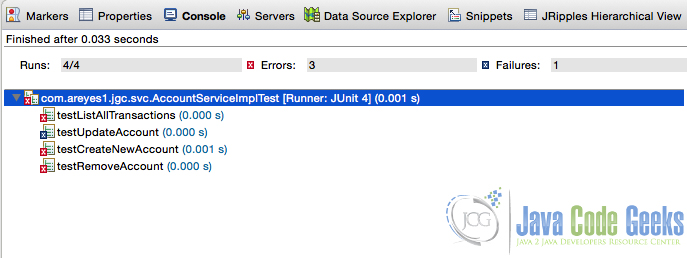 Markers Properties Console Servers Data Source Explorer Snippets JRipples Hierarchical View
Finished after 0.033 seconds
Runs: 4/4 Errors: 3 Failures: 1
com.areyes1.jgc.svc.AccountServiceImplTest [Runner: JUnit 4] (0.001 s)
testListAllTransactions (0.000 s)
testUpdateAccount (0.000 s)
testCreateNewAccount (0.001 s)
testRemoveAccount (0.000 s)
JCG Java Code Geeks
JAVA 2 JAVA DEVELOPERS RESOURCE CENTER